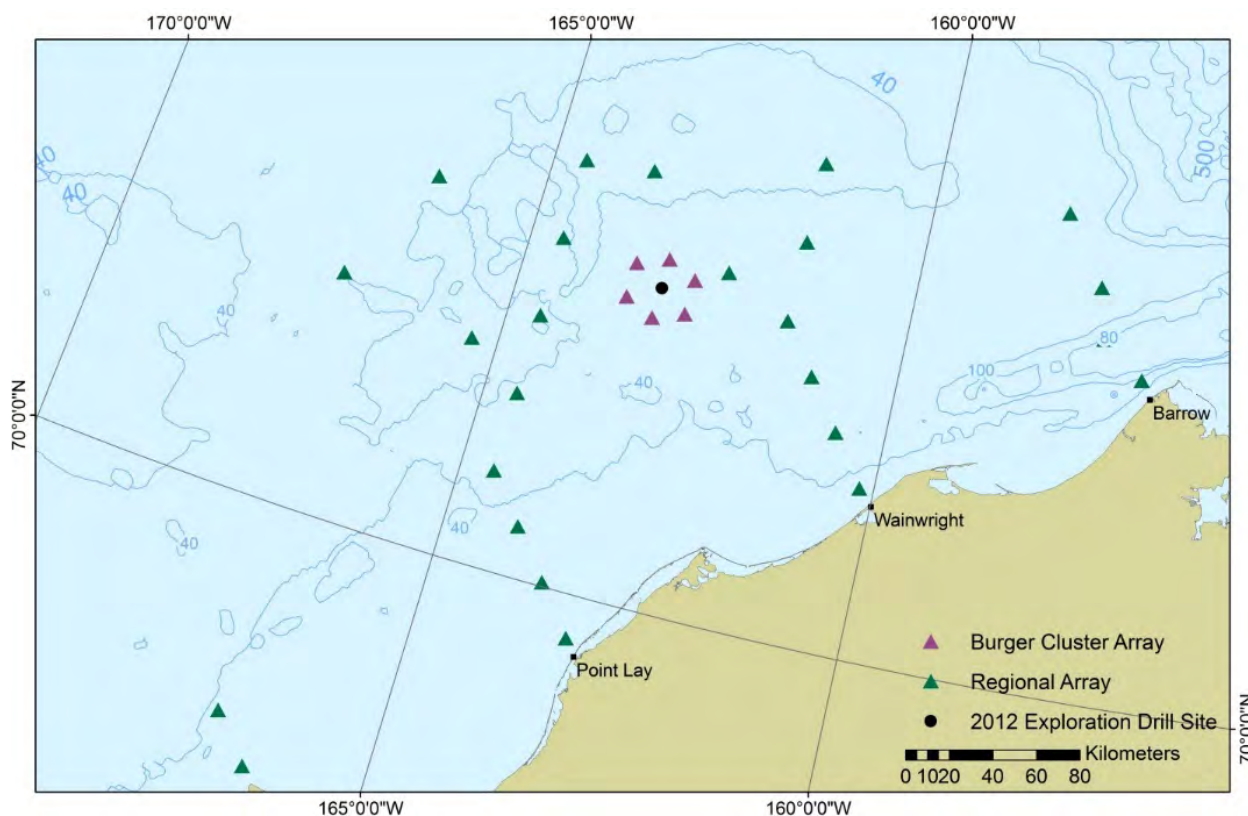 170°0'0"W 165°0'0"W 160°0'0"W
40
500
40
40
40
80
100
40
70°0'0"N
Barrow
Wainwright
40
40
Point Lay
Burger Cluster Array
Regional Array
2012 Exploration Drill Site
Kilometers
0 1020 40 60 80
70°0'0"N
165°0'0"W 160°0'0"W